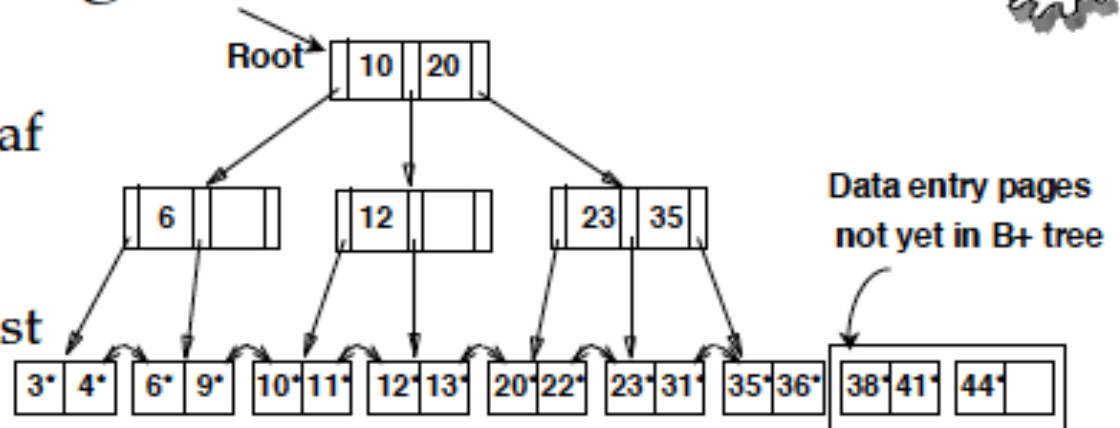 Root
10 20
af
6
12
23 35
Data entry pages
not yet in B+ tree
st
3* 4*
6* 9*
10* 11*
12* 13*
20* 22*
23* 31*
35* 36*
38* 41*
44*